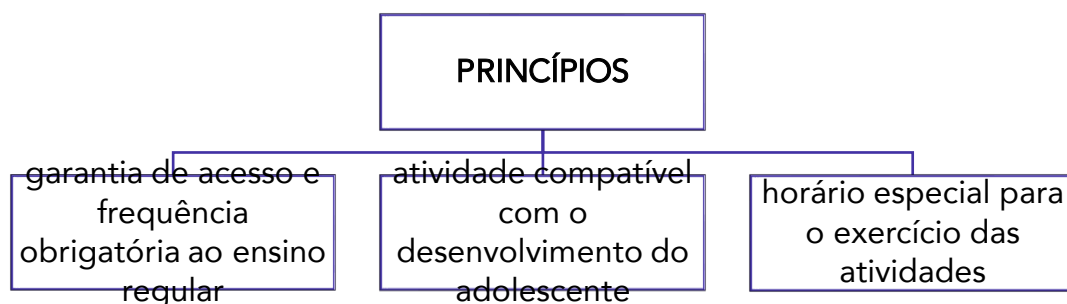 PRINCÍPIOS
garantia de acesso e
frequência
obrigatória ao ensino
regular
atividade compatível
com o
desenvolvimento do
adolescente
horário especial para
o exercício das
atividades